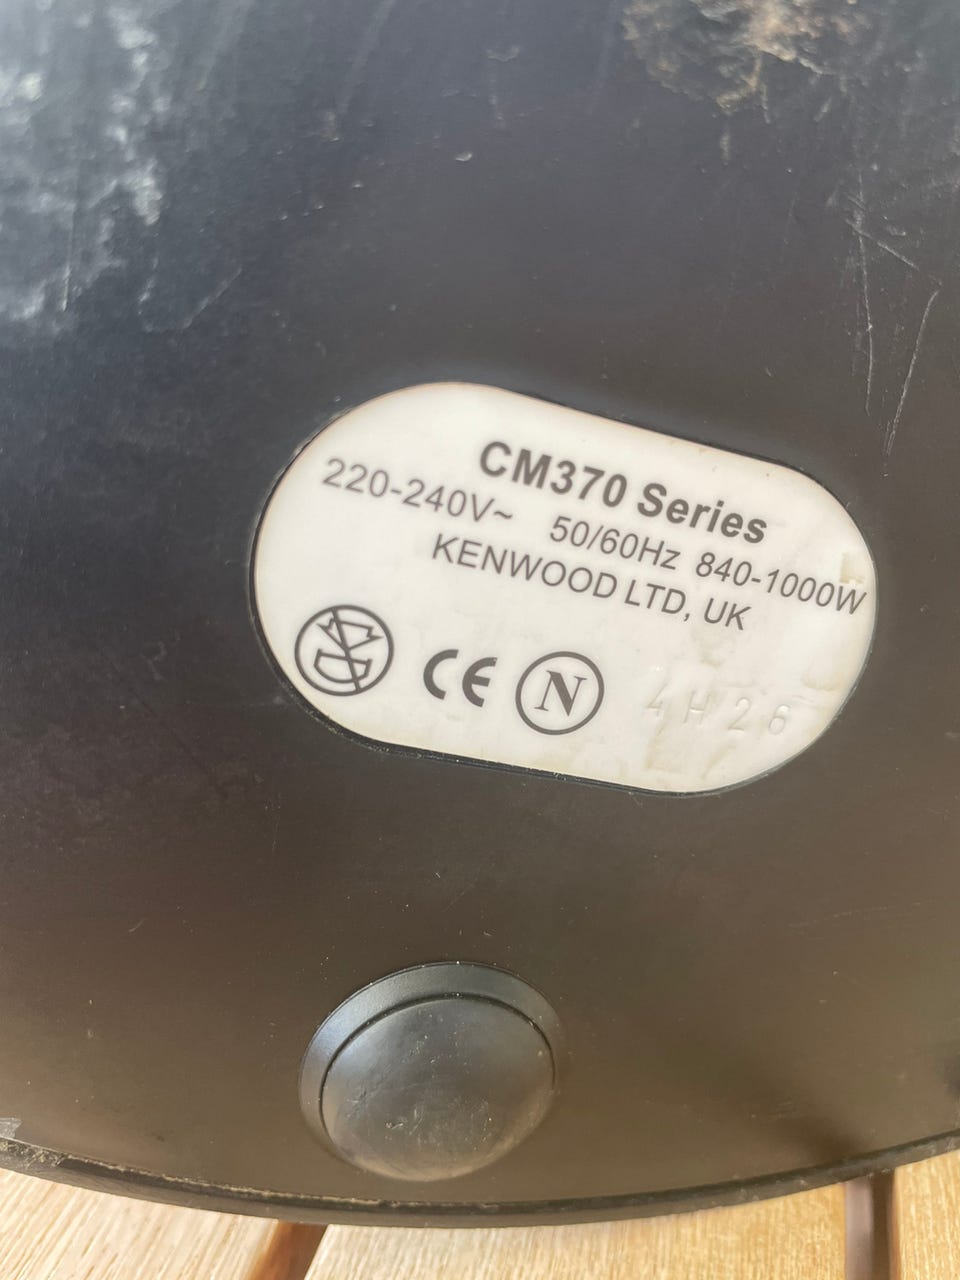 CM370 Series
220-240V~ 50/60Hz 840-1000W
KENWOOD LTD, UK
CE N 4H26